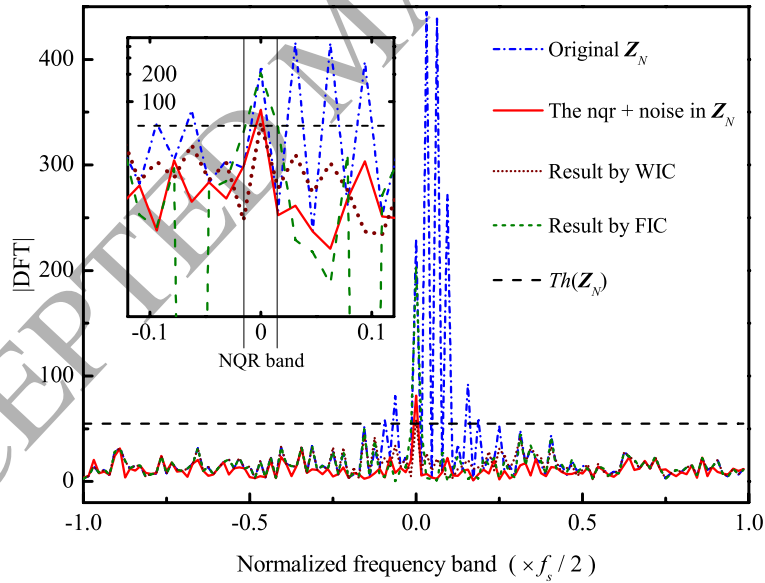 ACCEPTED MA
|DFT|
400
300
200
100
0
-1.0
-0.5
0.0
0.5
1.0
Normalized frequency band ( × f_s / 2 )
200
100
-0.1
0
0.1
NQR band
Original Z_N
The nqr + noise in Z_N
Result by WIC
Result by FIC
Th(Z_N)